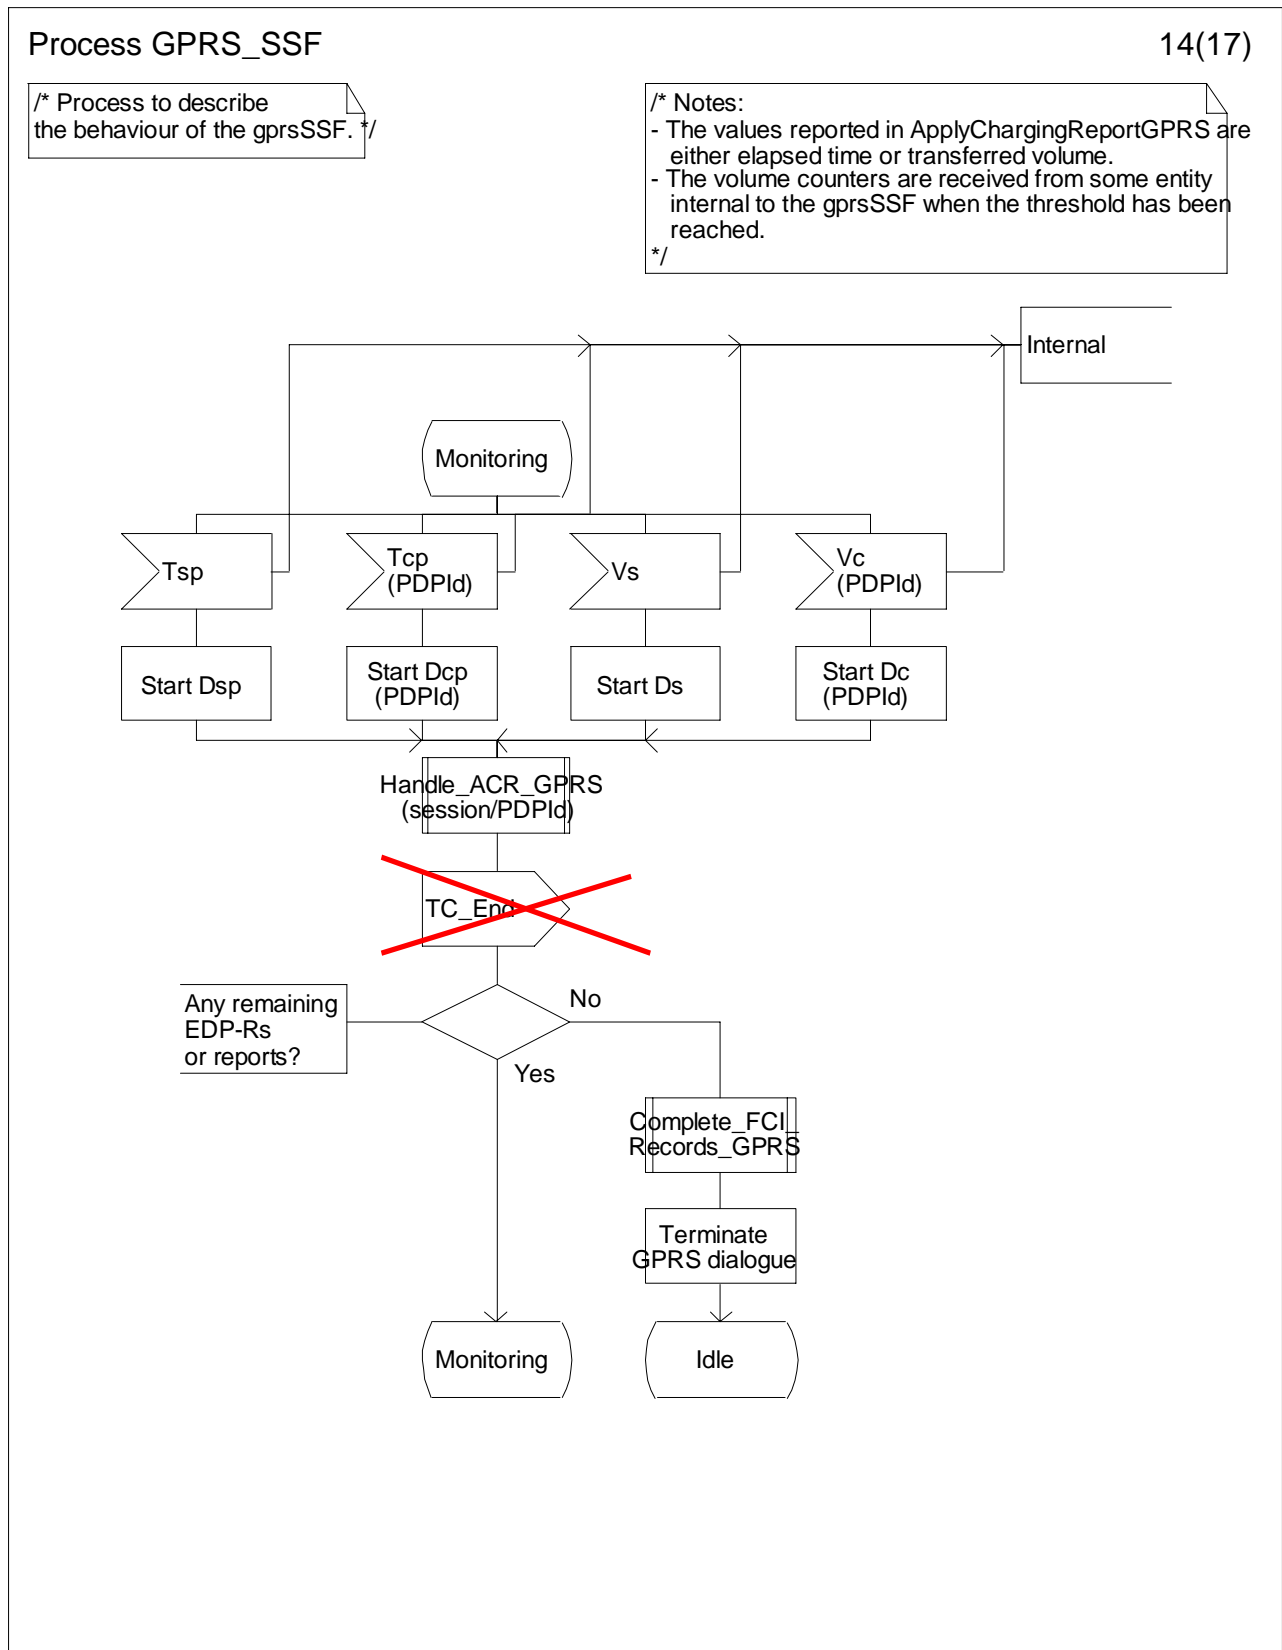 Process GPRS_SSF
14(17)
/* Process to describe
the behaviour of the gprsSSF. */
/* Notes:
- The values reported in ApplyChargingReportGPRS are
either elapsed time or transferred volume.
- The volume counters are received from some entity
internal to the gprsSSF when the threshold has been
reached.
*/
Internal
Monitoring
Tsp
Tcp
(PDPId)
Vs
Vc
(PDPId)
Start Dsp
Start Dcp
(PDPId)
Start Ds
Start Dc
(PDPId)
Handle_ACR_GPRS
(session/PDPId)
TC_End
Any remaining
EDP-Rs
or reports?
No
Yes
Complete_FCI_
Records_GPRS
Terminate
GPRS dialogue
Monitoring
Idle